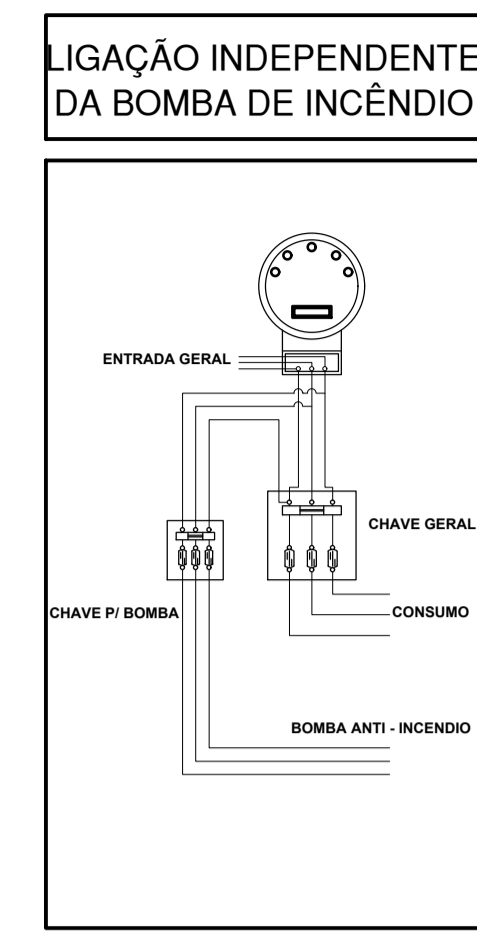 LIGAÇÃO INDEPENDENTE
DA BOMBA DE INCÊNDIO
ENTRADA GERAL
CHAVE GERAL
CHAVE P/ BOMBA
CONSUMO
BOMBA ANTI - INCENDIO